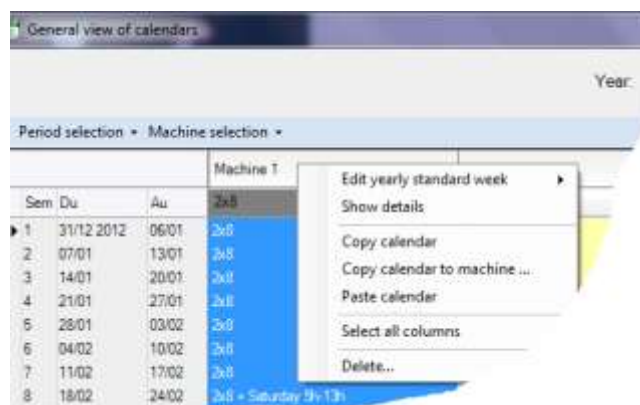 General view of calendars
Year:
Period selection Machine selection
Machine 1
Sem Du Au 2x8
1 31/12 2012 06/01 2x8
2 07/01 13/01 2x8
3 14/01 20/01 2x8
4 21/01 27/01 2x8
5 28/01 03/02 2x8
6 04/02 10/02 2x8
7 11/02 17/02 2x8
8 18/02 24/02 2x8 + Saturday 5h-13h
Edit yearly standard week
Show details
Copy calendar
Copy calendar to machine ...
Paste calendar
Select all columns
Delete...